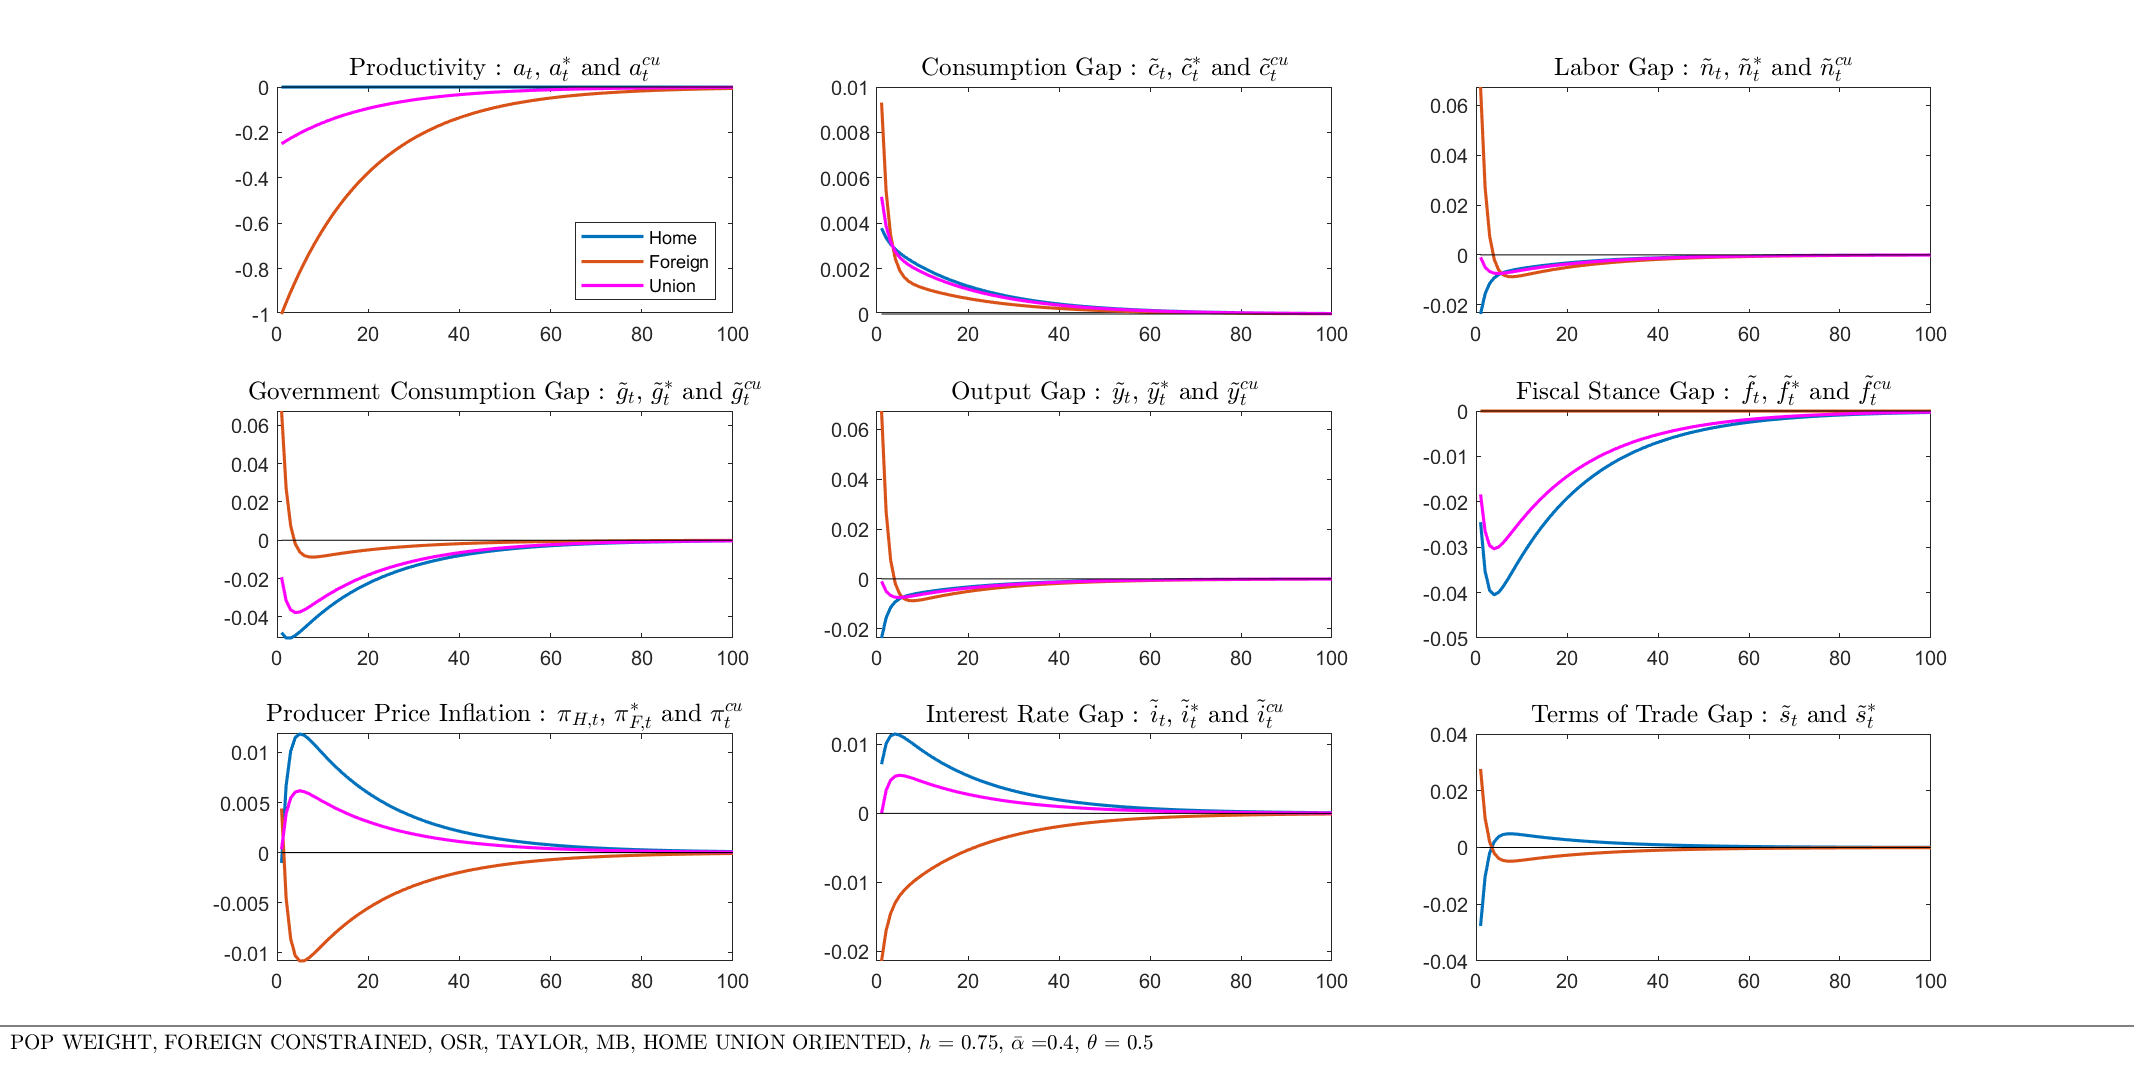 Productivity : a_t, a_t^* and a_t^{cu}
0
-0.2
-0.4
-0.6
-0.8
-1
Home
Foreign
Union
0 20 40 60 80 100
Consumption Gap : c̃_t, c̃_t^* and c̃_t^{cu}
0.01
0.008
0.006
0.004
0.002
0
0 20 40 60 80 100
Labor Gap : ñ_t, ñ_t^* and ñ_t^{cu}
0.06
0.04
0.02
0
-0.02
0 20 40 60 80 100
Government Consumption Gap : g̃_t, g̃_t^* and g̃_t^{cu}
0.06
0.04
0.02
0
-0.02
-0.04
0 20 40 60 80 100
Output Gap : ỹ_t, ỹ_t^* and ỹ_t^{cu}
0.06
0.04
0.02
0
-0.02
0 20 40 60 80 100
Fiscal Stance Gap : f̃_t, f̃_t^* and f̃_t^{cu}
0
-0.01
-0.02
-0.03
-0.04
-0.05
0 20 40 60 80 100
Producer Price Inflation : π_{H,t}, π_{F,t}^* and π_t^{cu}
0.01
0.005
0
-0.005
-0.01
0 20 40 60 80 100
Interest Rate Gap : ĩ_t, ĩ_t^* and ĩ_t^{cu}
0.01
0
-0.01
-0.02
0 20 40 60 80 100
Terms of Trade Gap : s̃_t and s̃_t^*
0.04
0.02
0
-0.02
-0.04
0 20 40 60 80 100
POP WEIGHT, FOREIGN CONSTRAINED, OSR, TAYLOR, MB, HOME UNION ORIENTED, h = 0.75, ᾱ =0.4, θ = 0.5